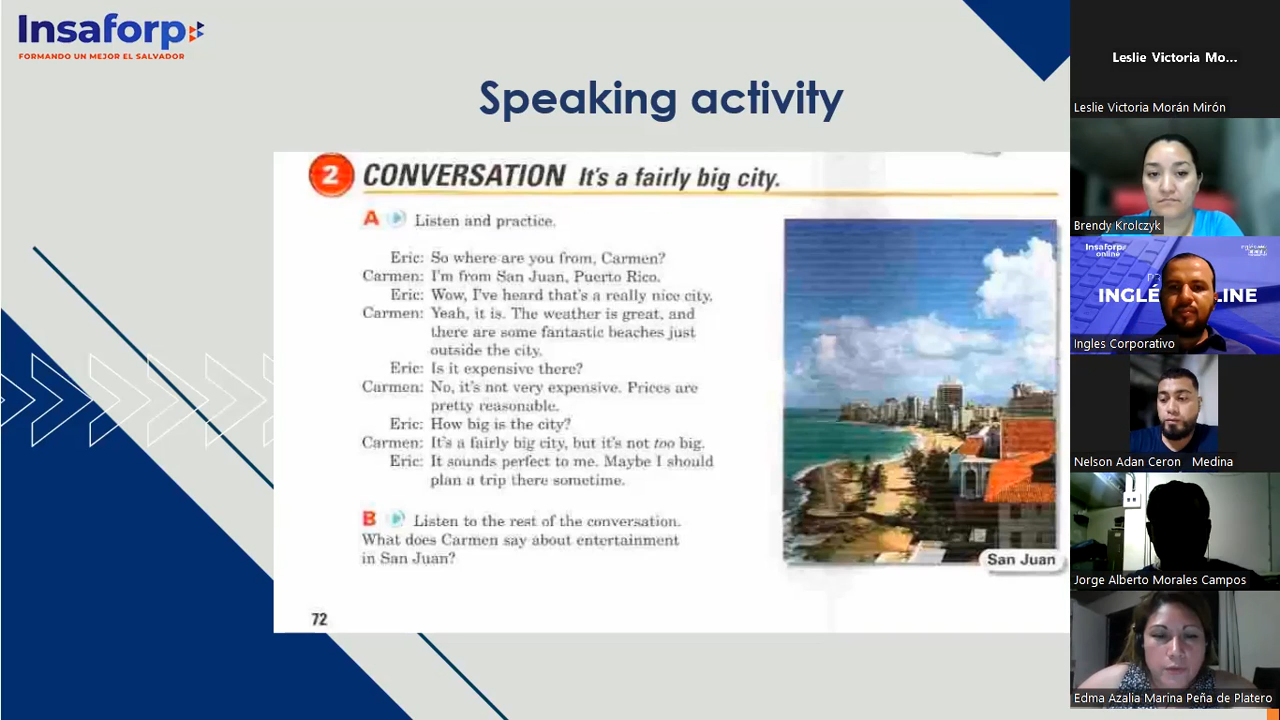 Insaforp
FORMANDO UN MEJOR EL SALVADOR
Speaking activity
2 CONVERSATION It's a fairly big city.
A Listen and practice.
Eric: So where are you from, Carmen?
Carmen: I'm from San Juan, Puerto Rico.
Eric: Wow, I've heard that's a really nice city.
Carmen: Yeah, it is. The weather is great, and
there are some fantastic beaches just
outside the city.
Eric: Is it expensive there?
Carmen: No, it's not very expensive. Prices are
pretty reasonable.
Eric: How big is the city?
Carmen: It's a fairly big city, but it's not too big.
Eric: It sounds perfect to me. Maybe I should
plan a trip there sometime.
B Listen to the rest of the conversation.
What does Carmen say about entertainment
in San Juan?
San Juan
72
Leslie Victoria Mo...
Leslie Victoria Morán Mirón
Brendy Krolczyk
Insaforp
online
INGLÉ LINE
Ingles Corporativo
Nelson Adan Ceron Medina
Jorge Alberto Morales Campos
Edma Azalia Marina Peña de Platero